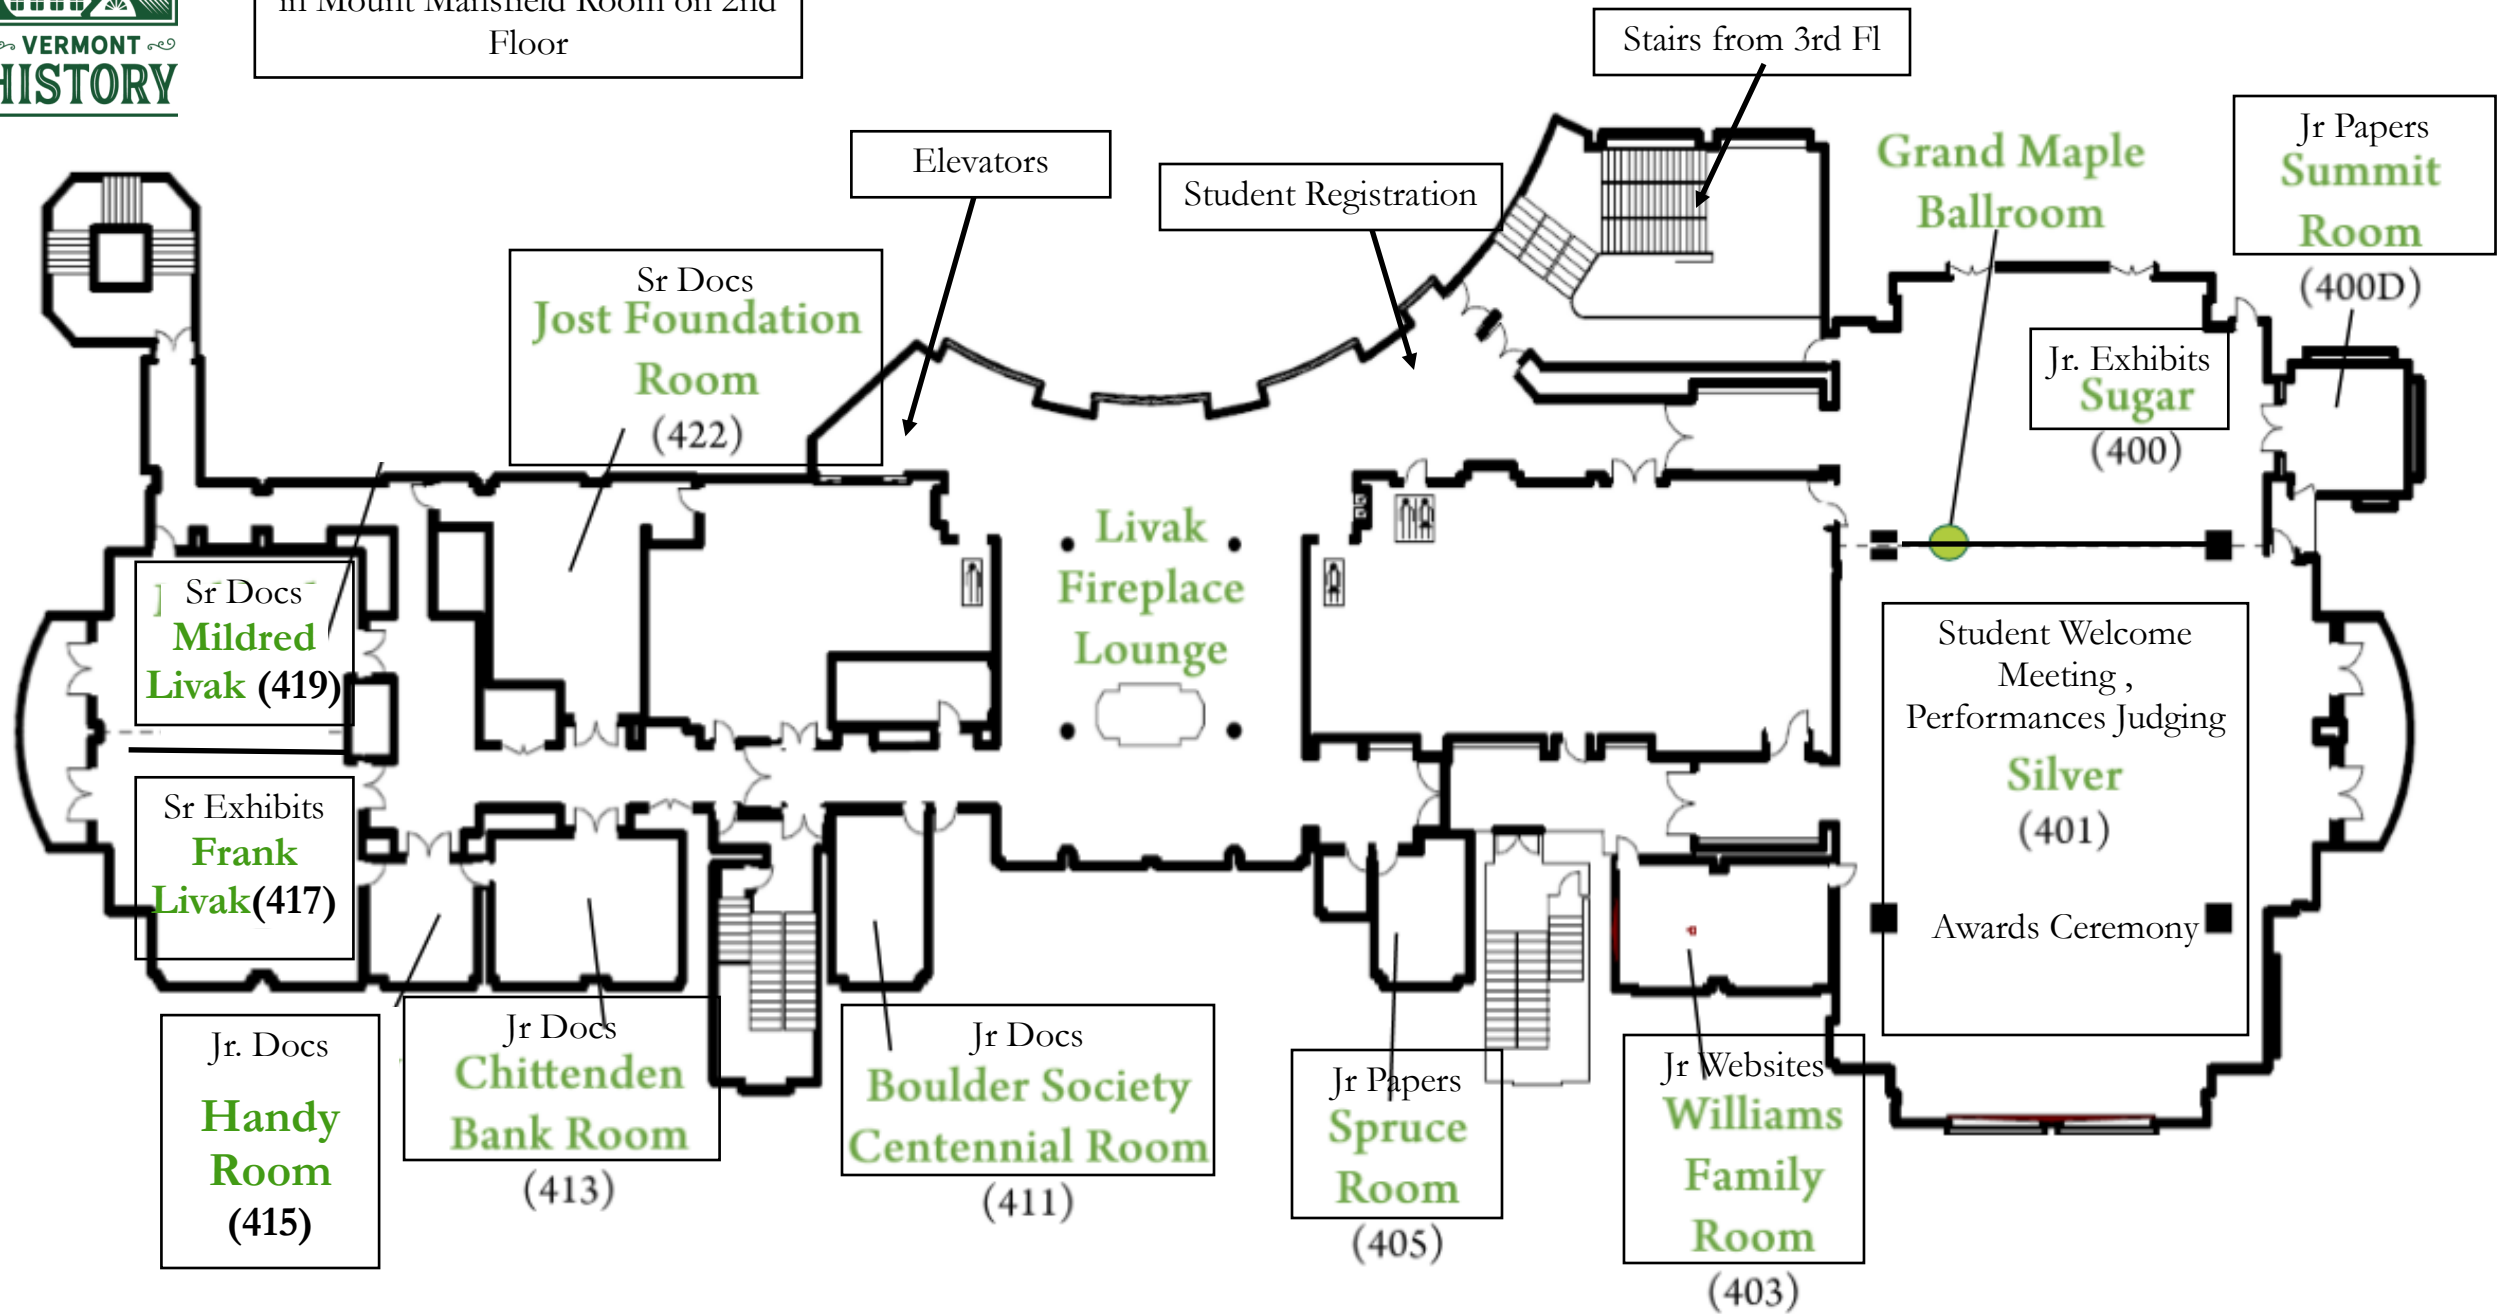 in Mount Mansfield Room on 2nd
Floor
VERMONT
HISTORY
Stairs from 3rd Fl
Elevators
Student Registration
Grand Maple
Ballroom
Jr Papers
Summit
Room
(400D)
Sr Docs
Jost Foundation
Room
(422)
Jr. Exhibits
Sugar
(400)
Livak
Fireplace
Lounge
Sr Docs
Mildred
Livak (419)
Student Welcome
Meeting ,
Performances Judging
Silver
(401)
Awards Ceremony
Sr Exhibits
Frank
Livak(417)
Jr. Docs
Handy
Room
(415)
Jr Docs
Chittenden
Bank Room
(413)
Jr Docs
Boulder Society
Centennial Room
(411)
Jr Papers
Spruce
Room
(405)
Jr Websites
Williams
Family
Room
(403)